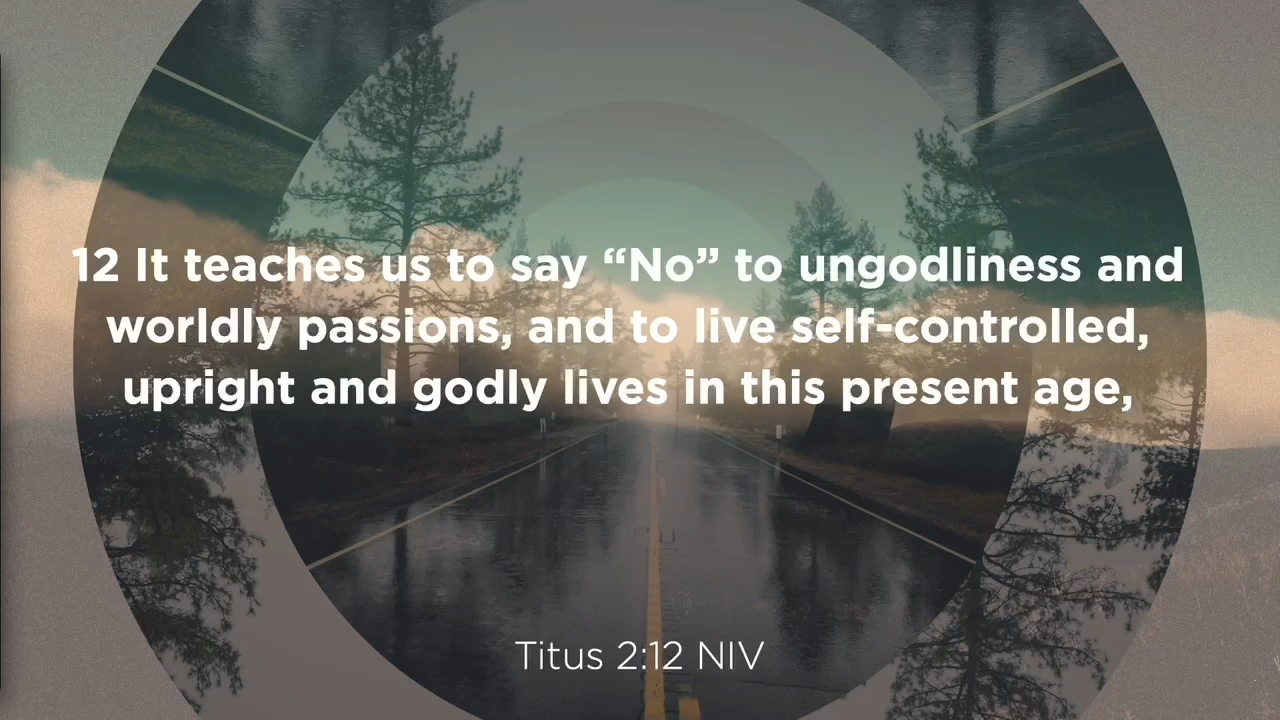 12 It teaches us to say “No” to ungodliness and
worldly passions, and to live self-controlled,
upright and godly lives in this present age,
Titus 2:12 NIV